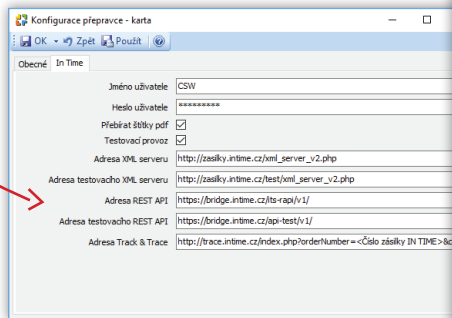 Konfigurace přepravce - karta
OK Zpět Použít
Obecné In Time
Jméno uživatele CSW
Heslo uživatele *********
Přebírat štítky pdf
Testovací provoz
Adresa XML serveru http://zasilky.intime.cz/xml_server_v2.php
Adresa testovacího XML serveru http://zasilky.intime.cz/test/xml_server_v2.php
Adresa REST API https://bridge.intime.cz/its-rapi/v1/
Adresa testovacího REST API https://bridge.intime.cz/api-test/v1/
Adresa Track & Trace http://trace.intime.cz/index.php?orderNumber=<Číslo zásilky IN TIME>&c